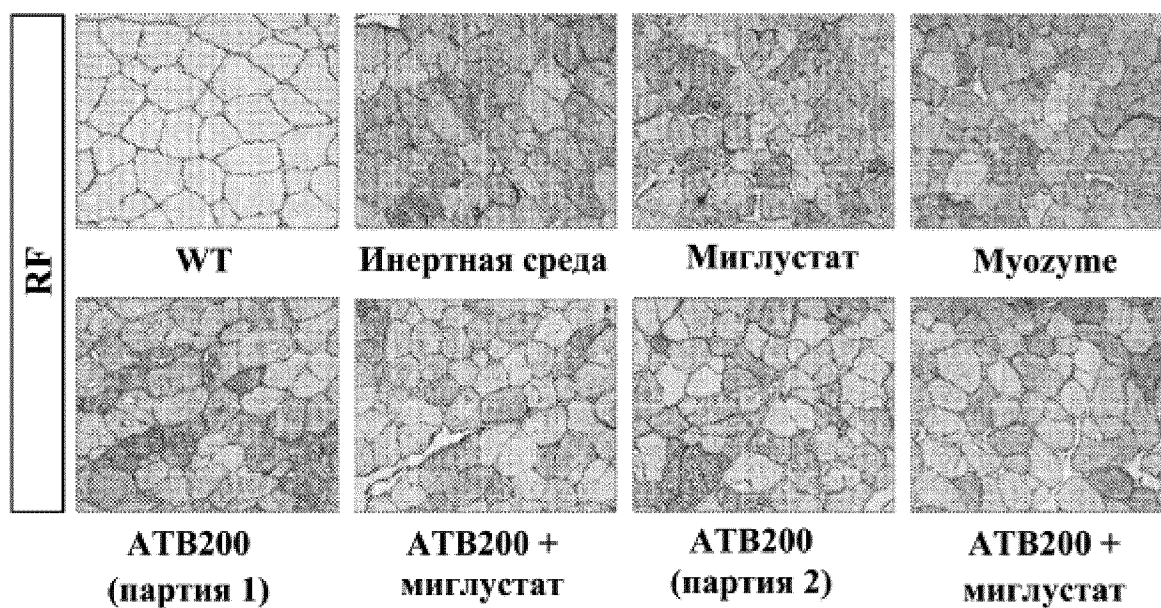 RF
WT
Инертная среда
Миглустат
Myozyme
ATB200
(партия 1)
ATB200 +
миглустат
ATB200
(партия 2)
ATB200 +
миглустат